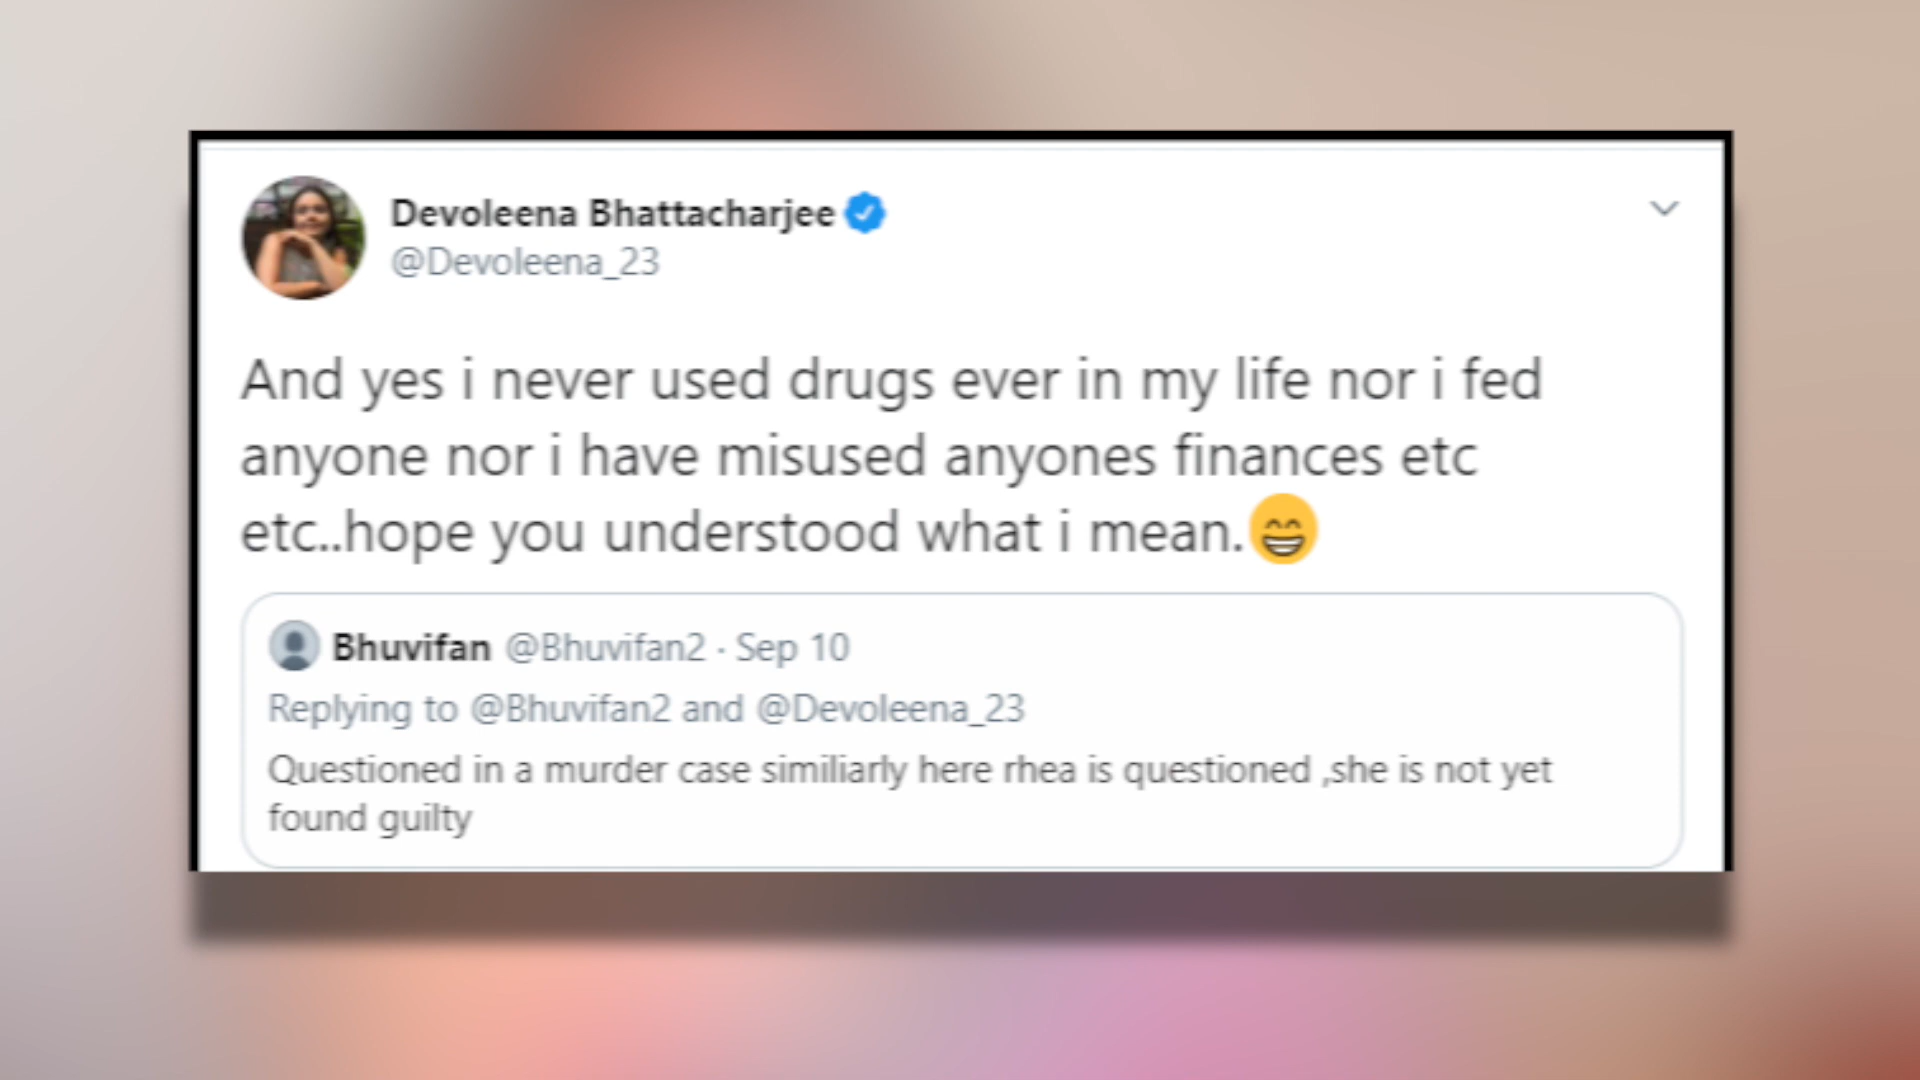 Devoleena Bhattacharjee
@Devoleena_23
And yes i never used drugs ever in my life nor i fed
anyone nor i have misused anyones finances etc
etc..hope you understood what i mean.😁
Bhuvifan @Bhuvifan2 · Sep 10
Replying to @Bhuvifan2 and @Devoleena_23
Questioned in a murder case similiarly here rhea is questioned ,she is not yet
found guilty